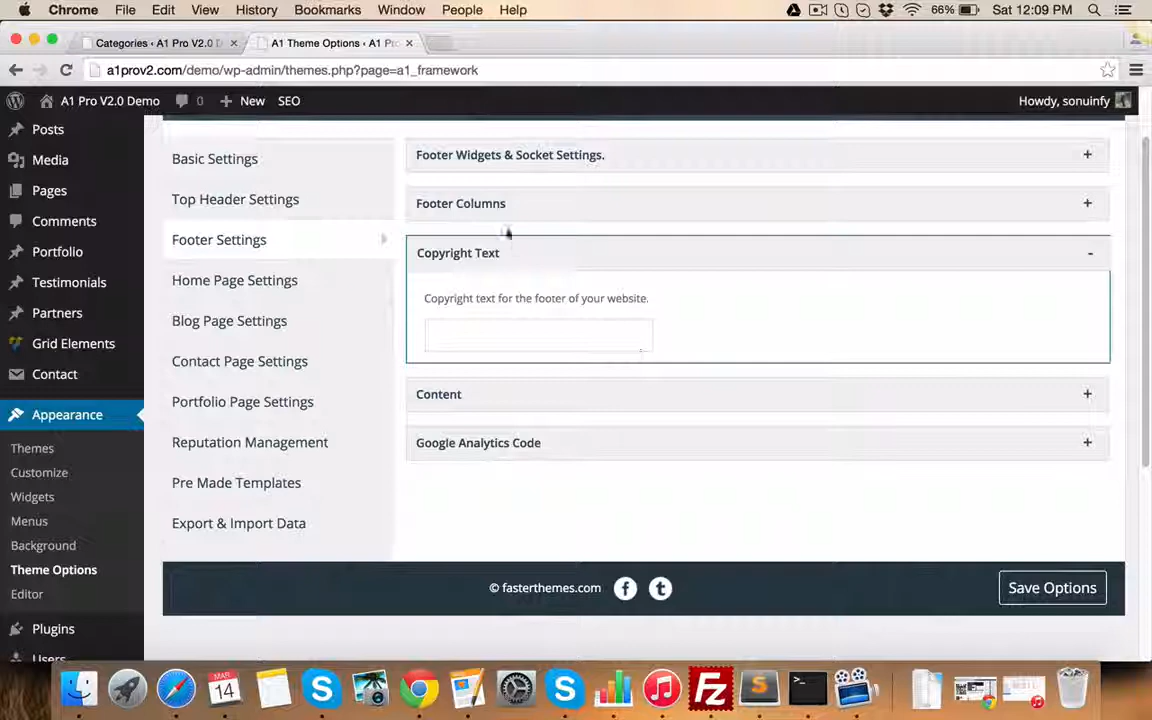 Chrome File Edit View History Bookmarks Window People Help 66% Sat 12:09 PM
Categories ‹ A1 Pro V2.0 D
A1 Theme Options ‹ A1 Pr
a1prov2.com/demo/wp-admin/themes.php?page=a1_framework
A1 Pro V2.0 Demo 0 New SEO Howdy, sonuinfy
Posts
Media
Pages
Comments
Portfolio
Testimonials
Partners
Grid Elements
Contact
Appearance
Themes
Customize
Widgets
Menus
Background
Theme Options
Editor
Plugins
Users
Basic Settings
Top Header Settings
Footer Settings
Home Page Settings
Blog Page Settings
Contact Page Settings
Portfolio Page Settings
Reputation Management
Pre Made Templates
Export & Import Data
Footer Widgets & Socket Settings. +
Footer Columns +
Copyright Text -
Copyright text for the footer of your website.
Content +
Google Analytics Code +
© fasterthemes.com f t
Save Options
MAR
14
S
S
Fz
S